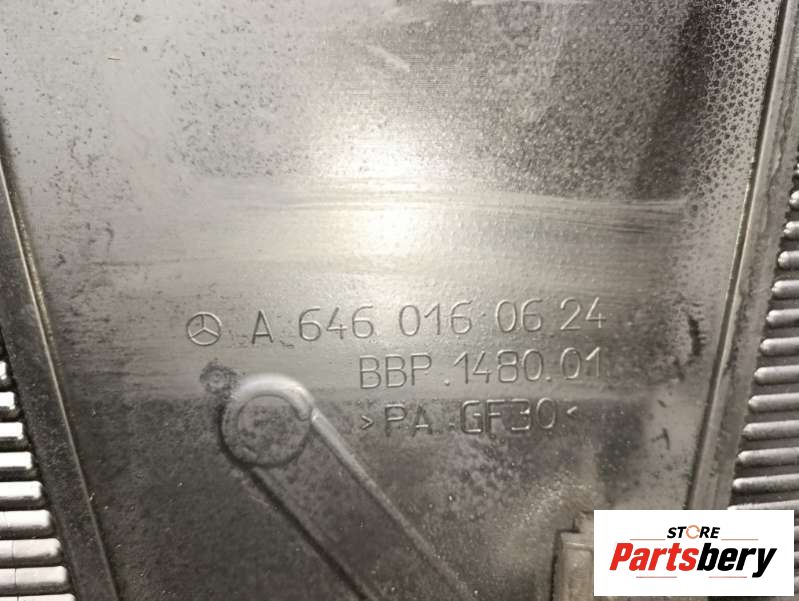 A 646 016 06 24
BBP.1480.01
>PA GF30<
STORE
Partsbery